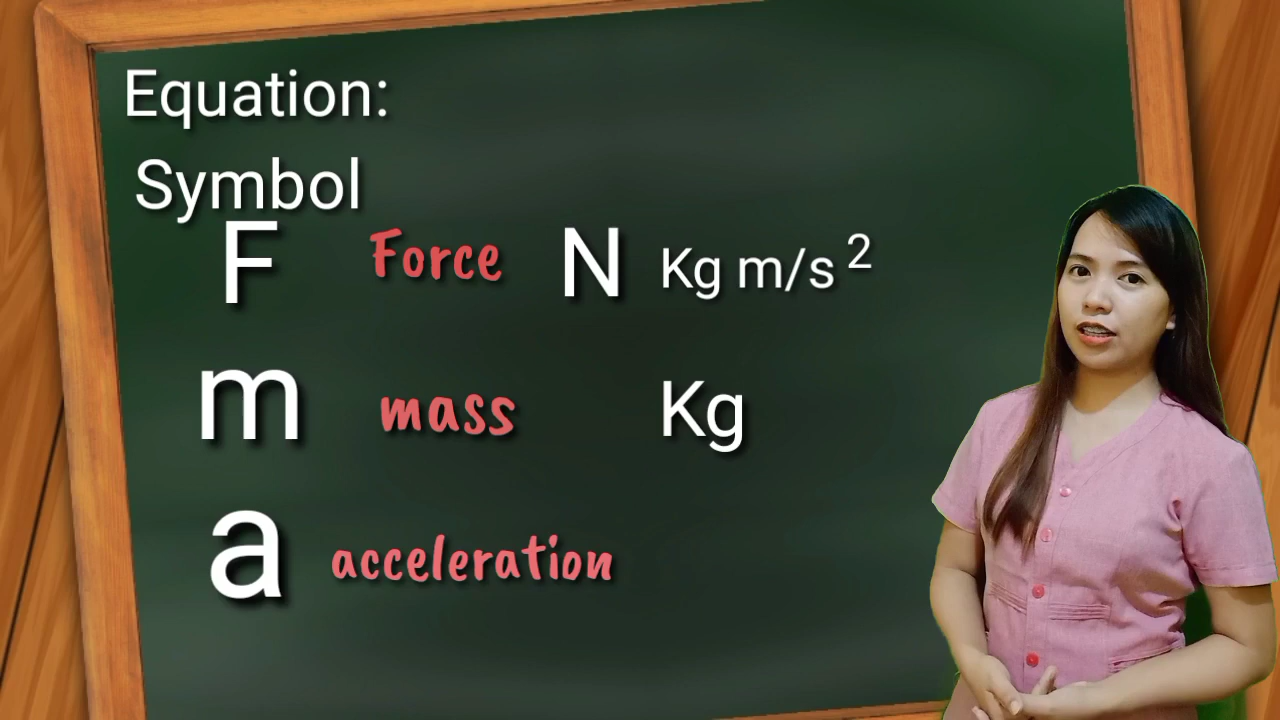 Equation:
Symbol
F Force N Kg m/s 2
m mass Kg
a acceleration